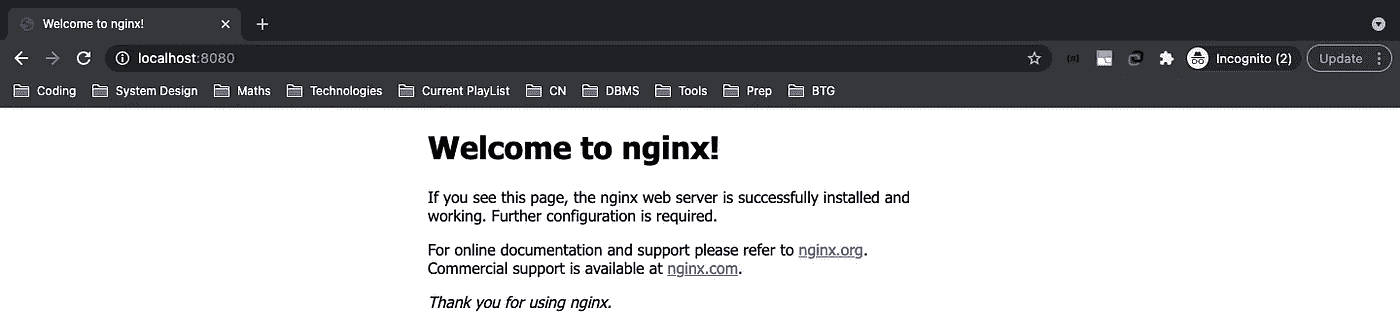 Welcome to nginx!
localhost:8080
Incognito (2)
Update
Coding System Design Maths Technologies Current PlayList CN DBMS Tools Prep BTG
Welcome to nginx!
If you see this page, the nginx web server is successfully installed and
working. Further configuration is required.
For online documentation and support please refer to nginx.org.
Commercial support is available at nginx.com.
Thank you for using nginx.